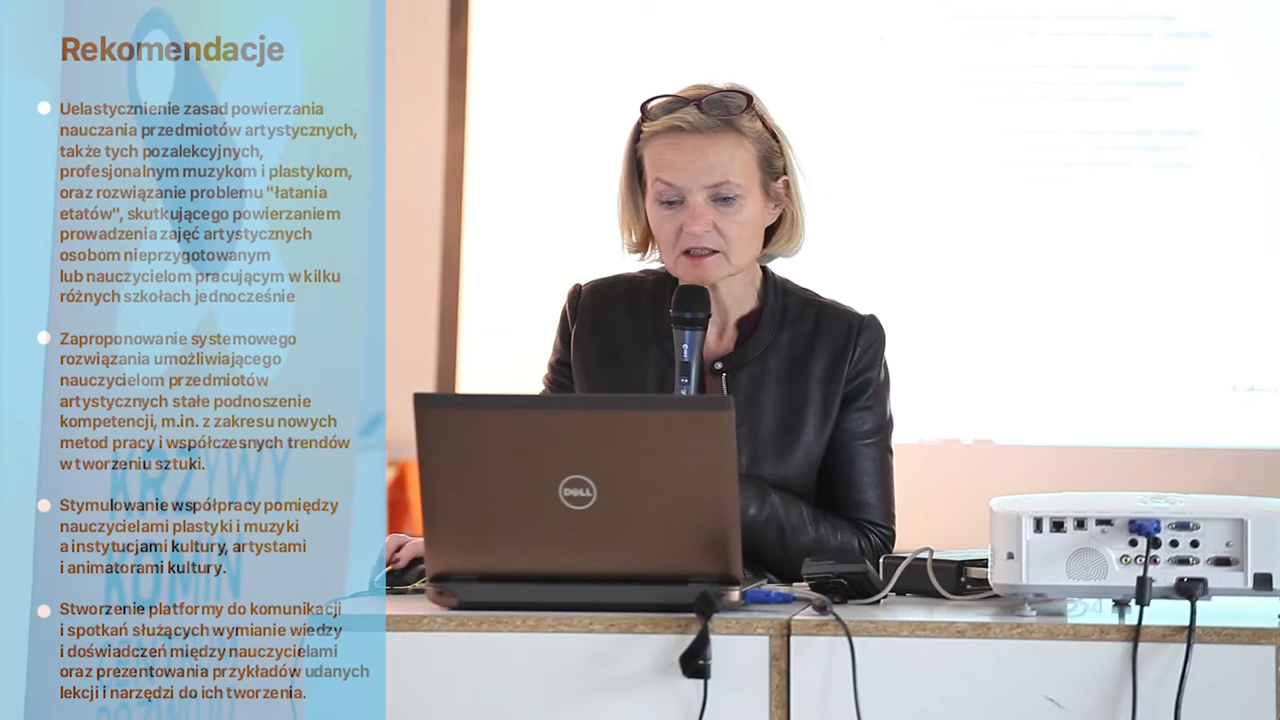 Rekomendacje
Uelastycznienie zasad powierzania
nauczania przedmiotów artystycznych,
także tych pozalekcyjnych,
profesjonalnym muzykom i plastykom,
oraz rozwiązanie problemu "łatania
etatów", skutkującego powierzaniem
prowadzenia zajęć artystycznych
osobom nieprzygotowanym
lub nauczycielom pracującym w kilku
różnych szkołach jednocześnie
Zaproponowanie systemowego
rozwiązania umożliwiającego
nauczycielom przedmiotów
artystycznych stałe podnoszenie
kompetencji, m.in. z zakresu nowych
metod pracy i współczesnych trendów
w tworzeniu sztuki.
Stymulowanie współpracy pomiędzy
nauczycielami plastyki i muzyki
a instytucjami kultury, artystami
i animatorami kultury.
Stworzenie platformy do komunikacji
i spotkań służących wymianie wiedzy
i doświadczeń między nauczycielami
oraz prezentowania przykładów udanych
lekcji i narzędzi do ich tworzenia.
KRZYWY
KOMIN
DELL